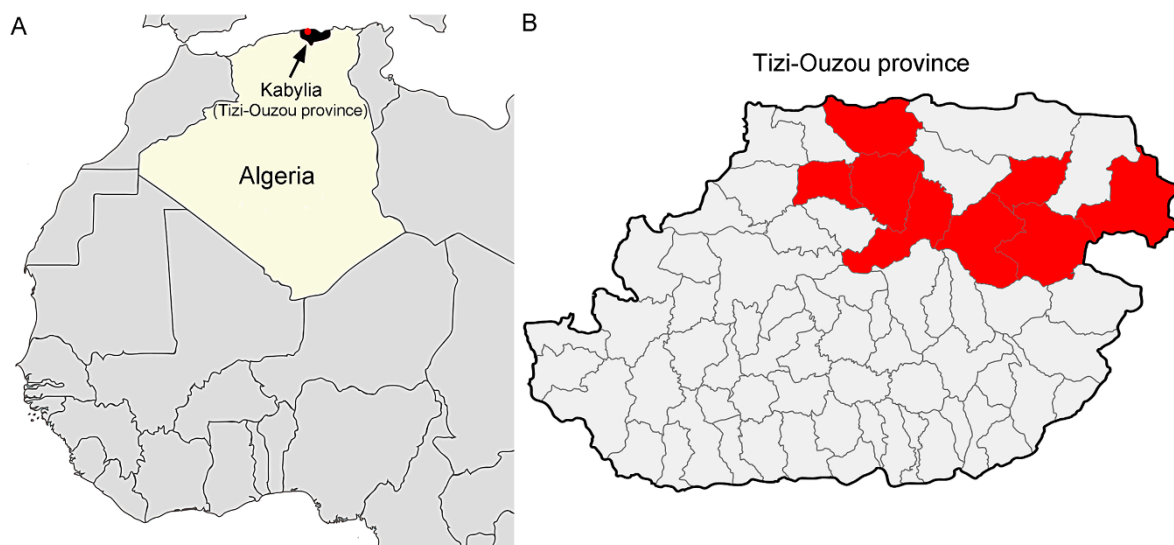 A
Kabylia
(Tizi-Ouzou province)
Algeria
B
Tizi-Ouzou province